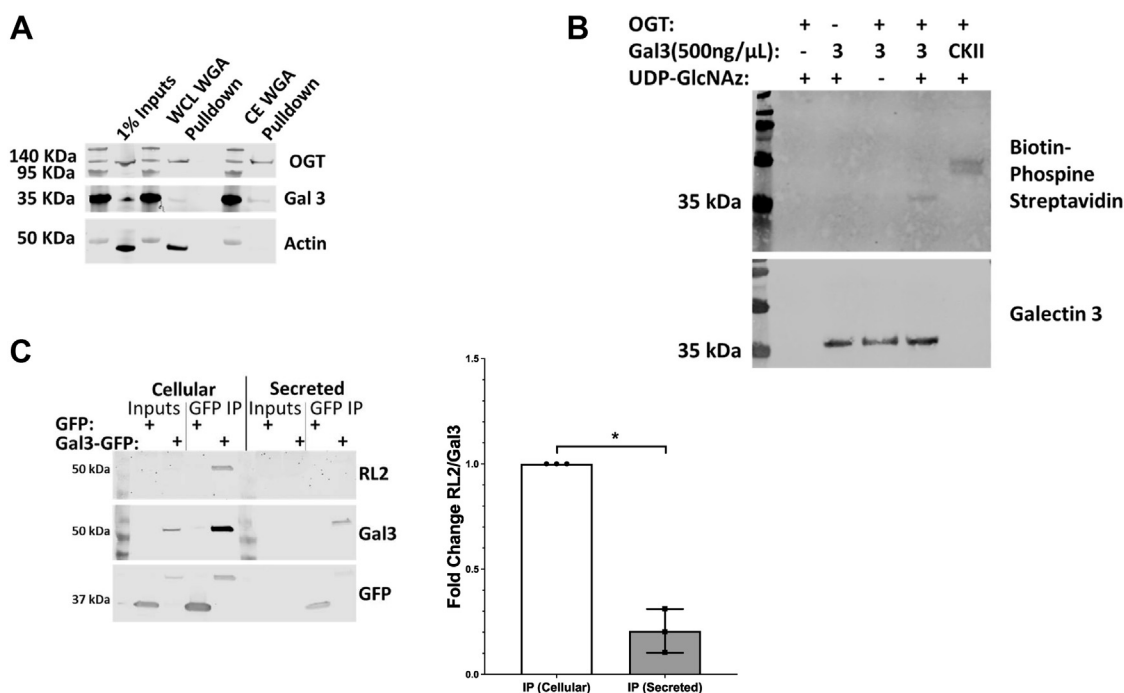 A
1% Inputs
WCL WGA
Pulldown
CE WGA
Pulldown
140 KDa
95 KDa
OGT
35 KDa
Gal 3
50 KDa
Actin
B
OGT: + - + + +
Gal3(500ng/μL): - 3 3 3 CKII
UDP-GlcNAz: + + - + +
35 kDa
Biotin-
Phospine
Streptavidin
35 kDa
Galectin 3
C
Cellular Secreted
Inputs GFP IP Inputs GFP IP
GFP: + + + +
Gal3-GFP: + + + +
50 kDa
RL2
50 kDa
Gal3
37 kDa
GFP
Fold Change RL2/Gal3
1.5
1.0
0.5
0.0
*
IP (Cellular) IP (Secreted)